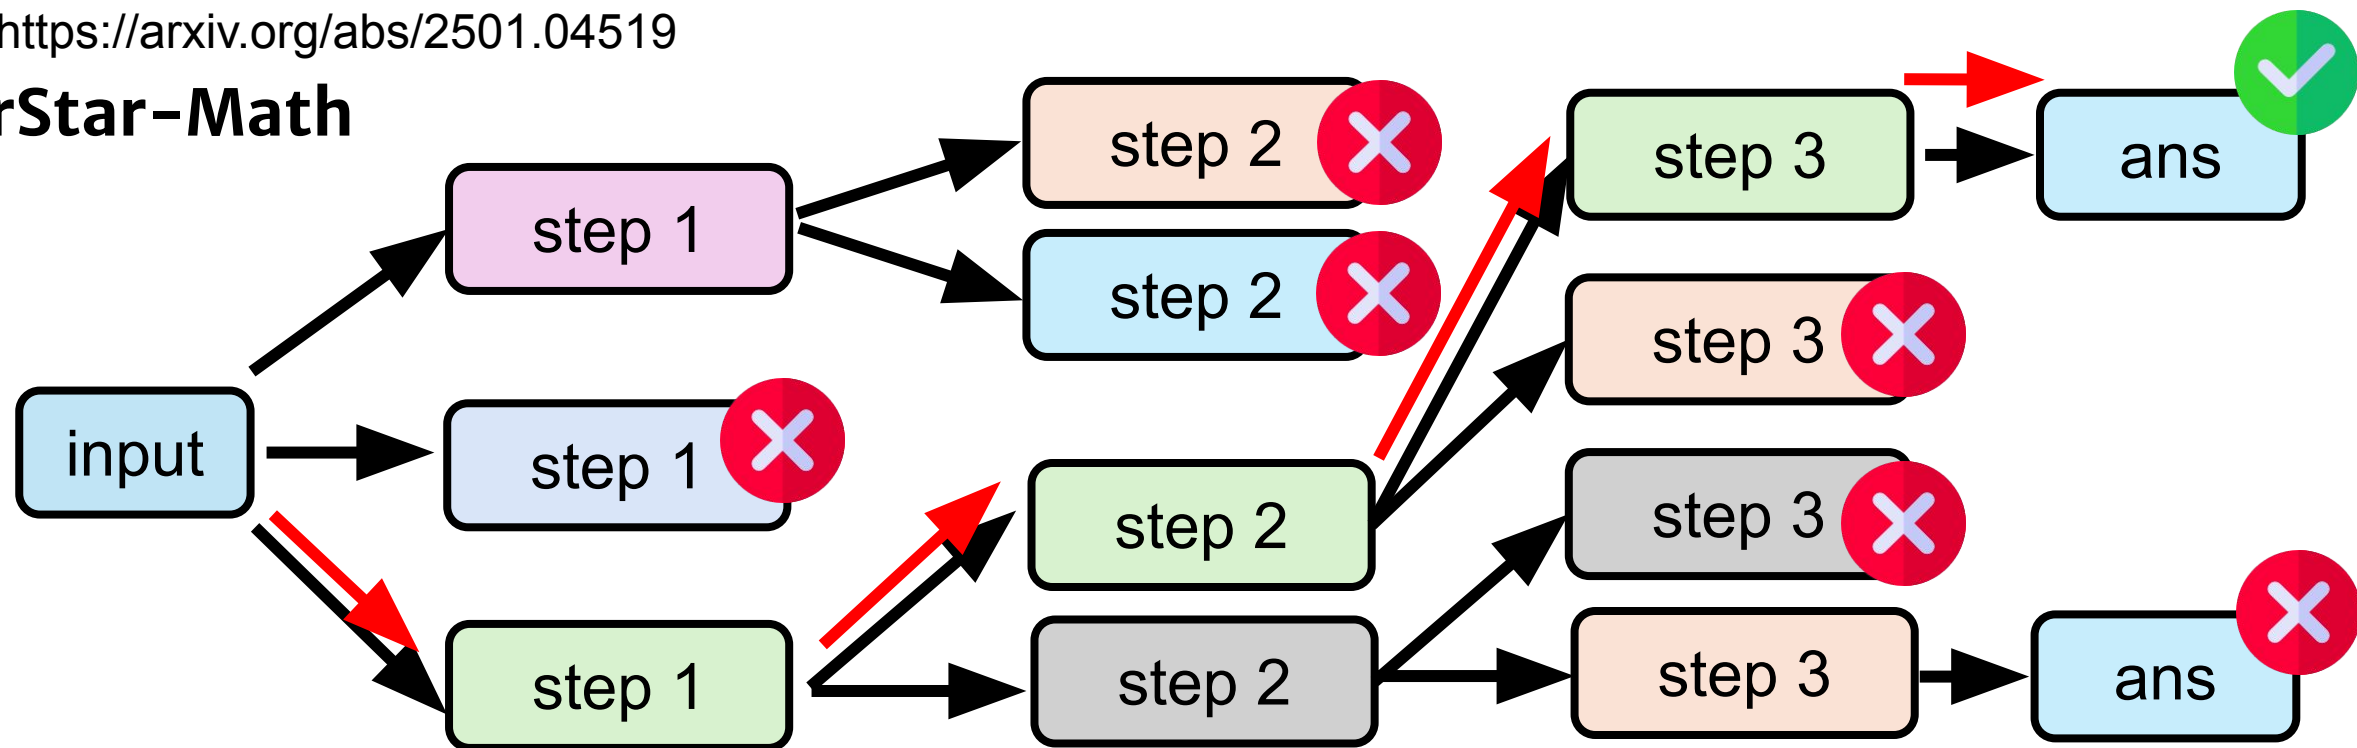 https://arxiv.org/abs/2501.04519
rStar-Math
step 2
step 3
ans
step 1
step 2
step 3
input
step 1
step 2
step 3
step 1
step 2
step 3
ans